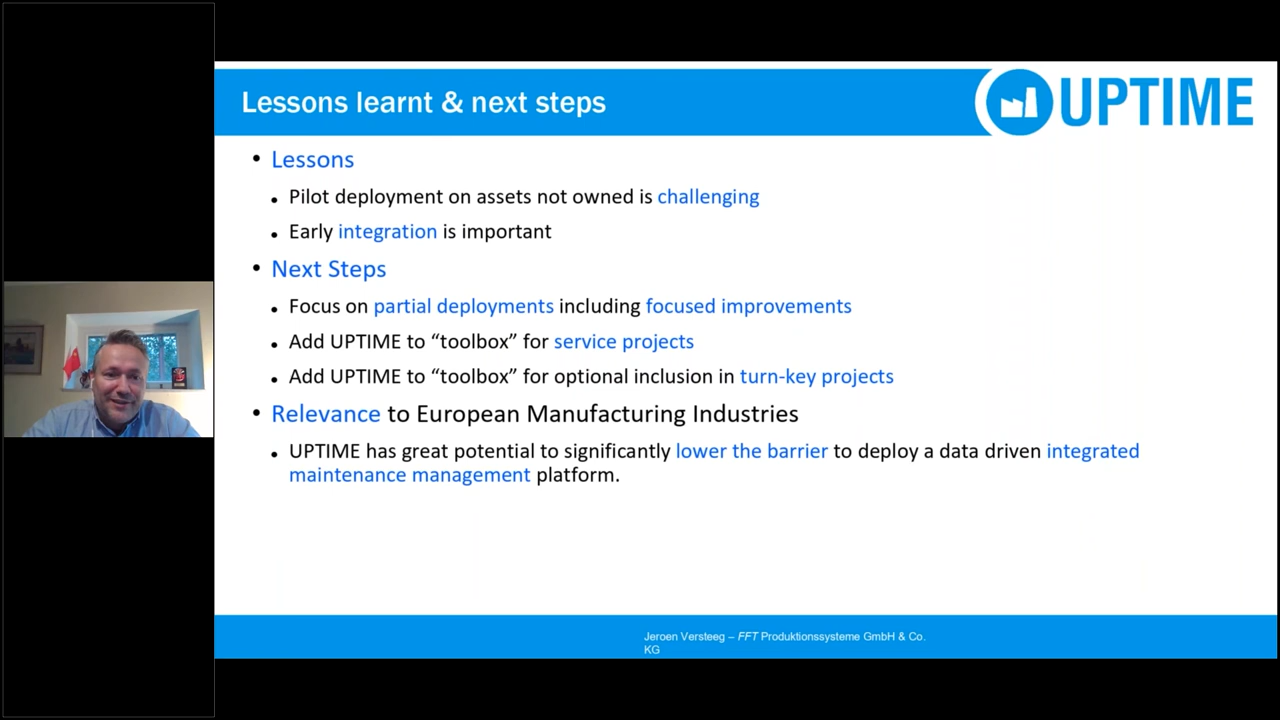 Lessons learnt & next steps
UPTIME
• Lessons
• Pilot deployment on assets not owned is challenging
• Early integration is important
• Next Steps
• Focus on partial deployments including focused improvements
• Add UPTIME to “toolbox” for service projects
• Add UPTIME to “toolbox” for optional inclusion in turn-key projects
• Relevance to European Manufacturing Industries
• UPTIME has great potential to significantly lower the barrier to deploy a data driven integrated
maintenance management platform.
Jeroen Versteeg – FFT Produktionssysteme GmbH & Co.
KG